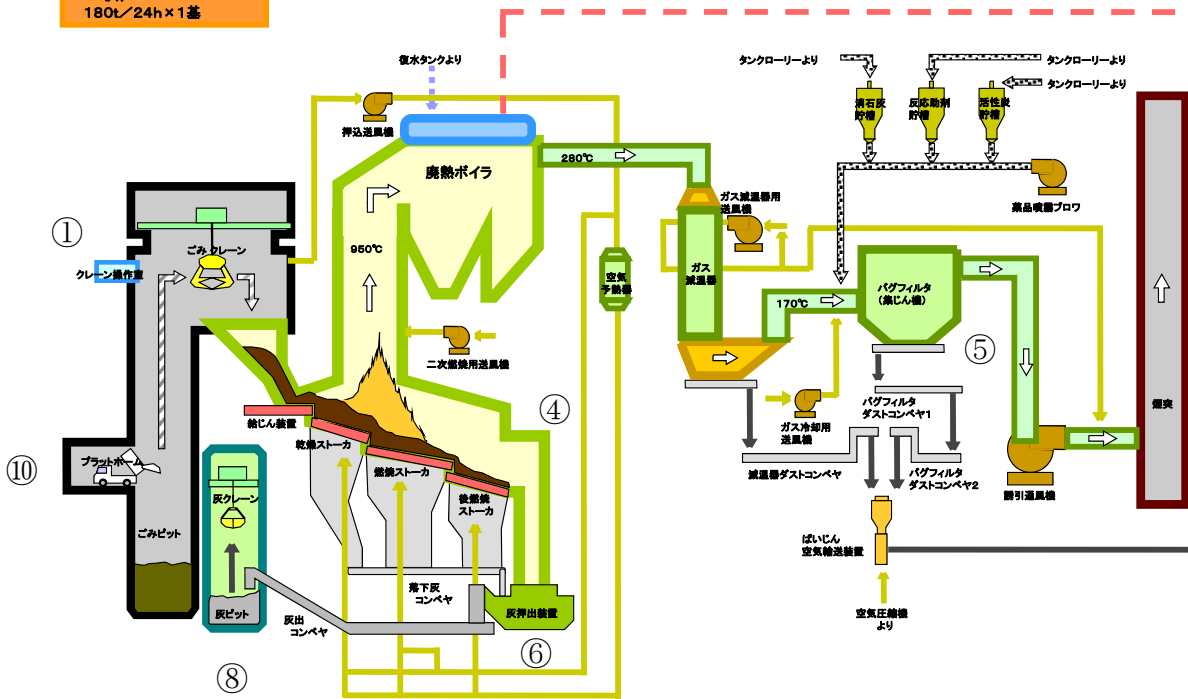 180t/24h×1基
復水タンクより
タンクローリーより
タンクローリーより
タンクローリーより
消石灰
貯槽
反応助剤
貯槽
活性炭
貯槽
押込送風機
280℃
廃熱ボイラ
薬品噴霧ブロワ
ガス減温器用
送風機
①
ごみクレーン
950℃
クレーン操作室
空気
予熱器
ガス
減温器
バグフィルタ
(集じん機)
170℃
二次燃焼用送風機
⑤
煙突
④
給じん装置
乾燥ストーカ
燃焼ストーカ
後燃焼
ストーカ
ガス冷却用
送風機
バグフィルタ
ダストコンベヤ1
減温器ダストコンベヤ
バグフィルタ
ダストコンベヤ2
誘引通風機
⑩
プラットホーム
灰クレーン
ごみピット
ばいじん
空気輸送装置
落下灰
コンベヤ
灰ピット
灰出
コンベヤ
灰押出装置
空気圧縮機
より
⑥
⑧